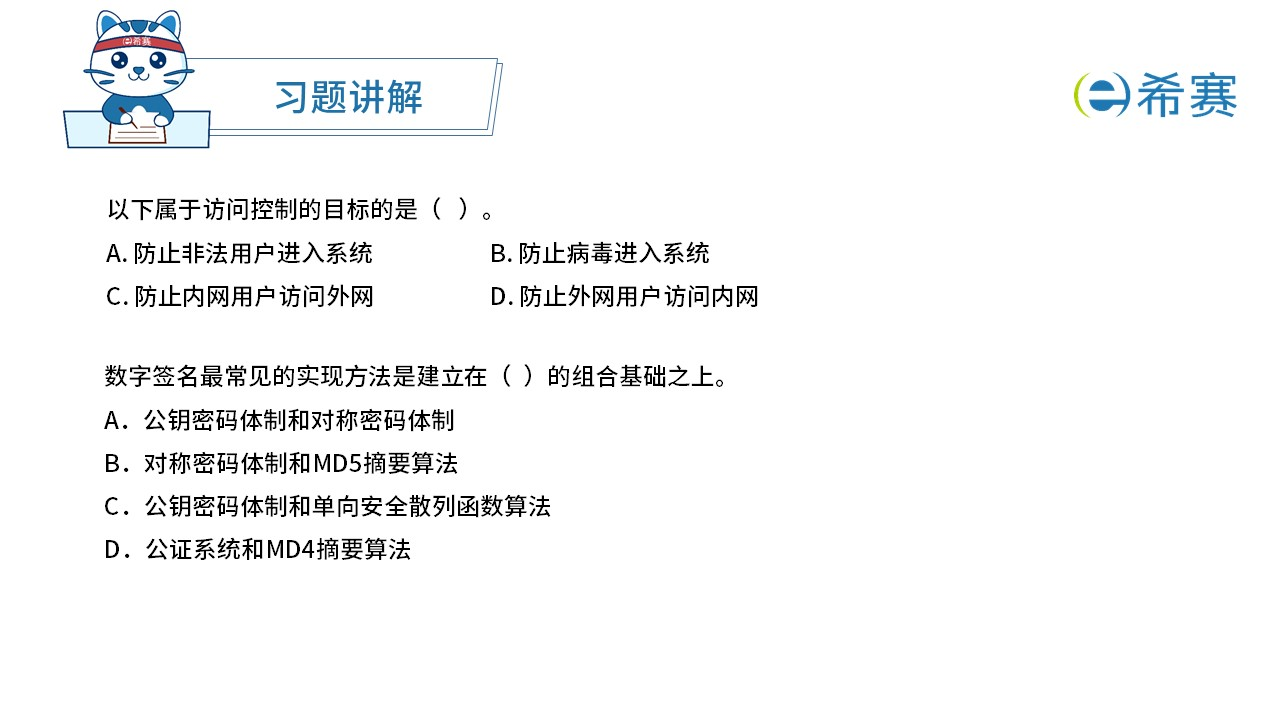 希赛
习题讲解
希赛
以下属于访问控制的目标的是（ ）。
A. 防止非法用户进入系统 B. 防止病毒进入系统
C. 防止内网用户访问外网 D. 防止外网用户访问内网
数字签名最常见的实现方法是建立在（ ）的组合基础之上。
A．公钥密码体制和对称密码体制
B．对称密码体制和MD5摘要算法
C．公钥密码体制和单向安全散列函数算法
D．公证系统和MD4摘要算法